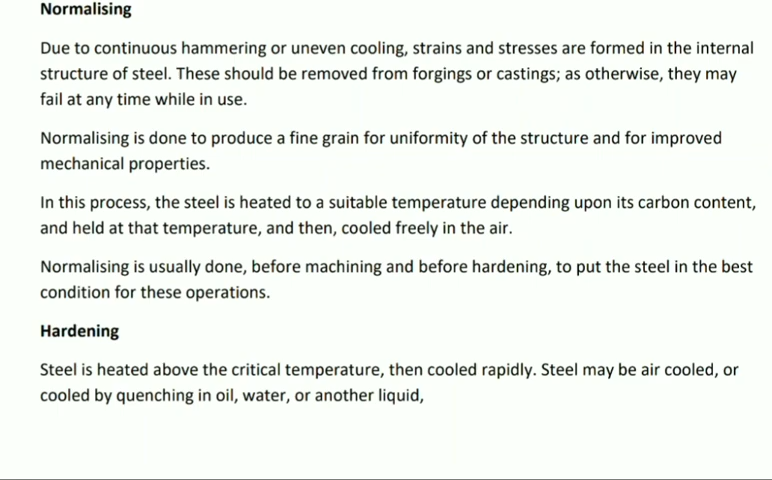 Normalising
Due to continuous hammering or uneven cooling, strains and stresses are formed in the internal
structure of steel. These should be removed from forgings or castings; as otherwise, they may
fail at any time while in use.
Normalising is done to produce a fine grain for uniformity of the structure and for improved
mechanical properties.
In this process, the steel is heated to a suitable temperature depending upon its carbon content,
and held at that temperature, and then, cooled freely in the air.
Normalising is usually done, before machining and before hardening, to put the steel in the best
condition for these operations.
Hardening
Steel is heated above the critical temperature, then cooled rapidly. Steel may be air cooled, or
cooled by quenching in oil, water, or another liquid,